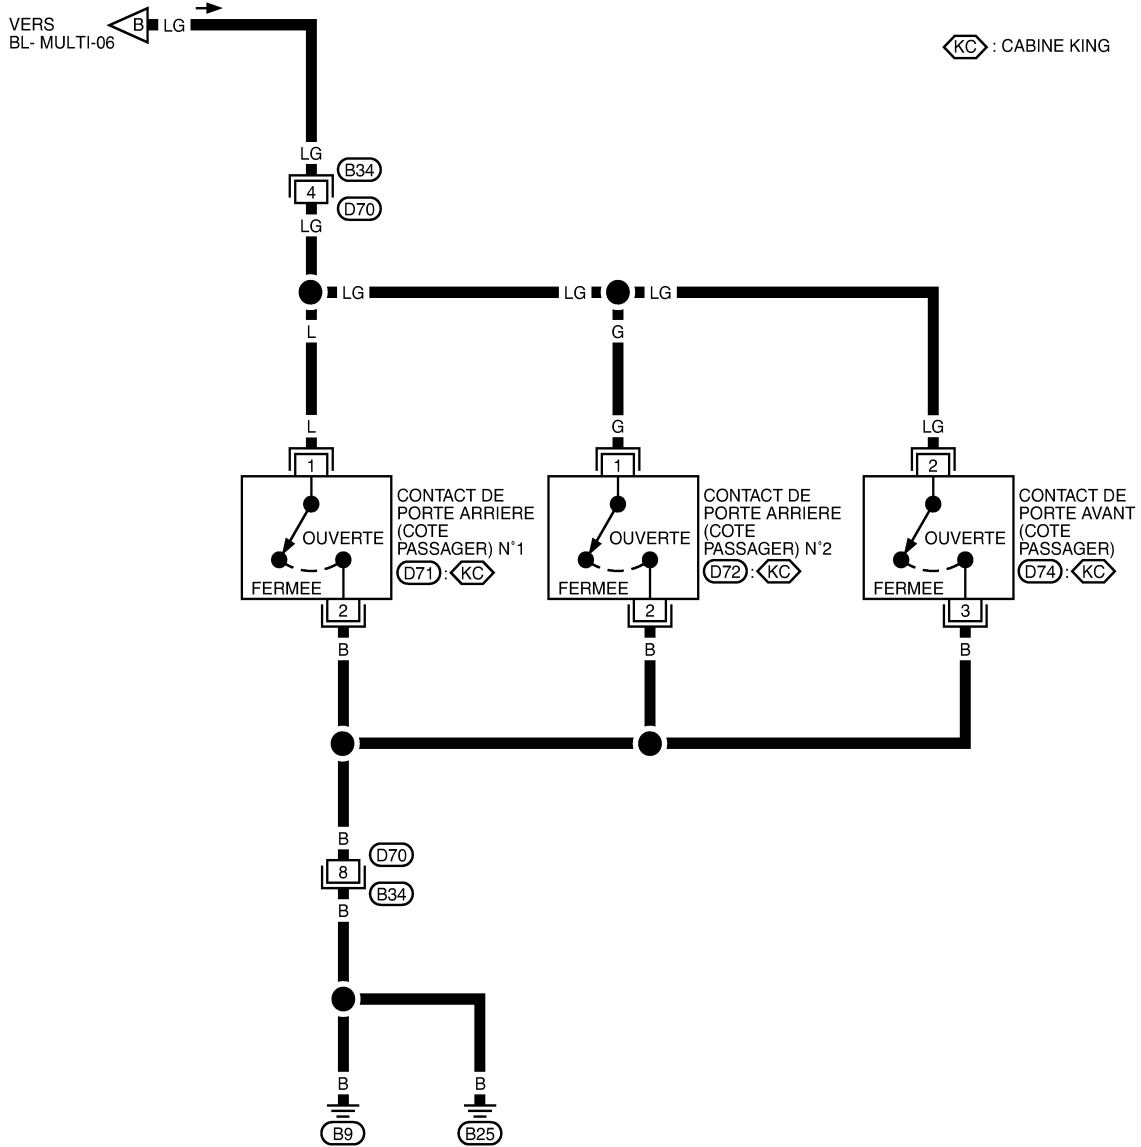 VERS
BL- MULTI-06
B
LG
KC : CABINE KING
LG
B34
4
D70
LG
LG
LG
LG
L
G
L
G
LG
1
1
2
CONTACT DE
PORTE ARRIERE
(COTE
PASSAGER) N°1
D71 : KC
OUVERTE
FERMEE
CONTACT DE
PORTE ARRIERE
(COTE
PASSAGER) N°2
D72 : KC
OUVERTE
FERMEE
CONTACT DE
PORTE AVANT
(COTE
PASSAGER)
D74 : KC
OUVERTE
FERMEE
2
2
3
B
B
B
B
D70
8
B34
B
B
B
B9
B25